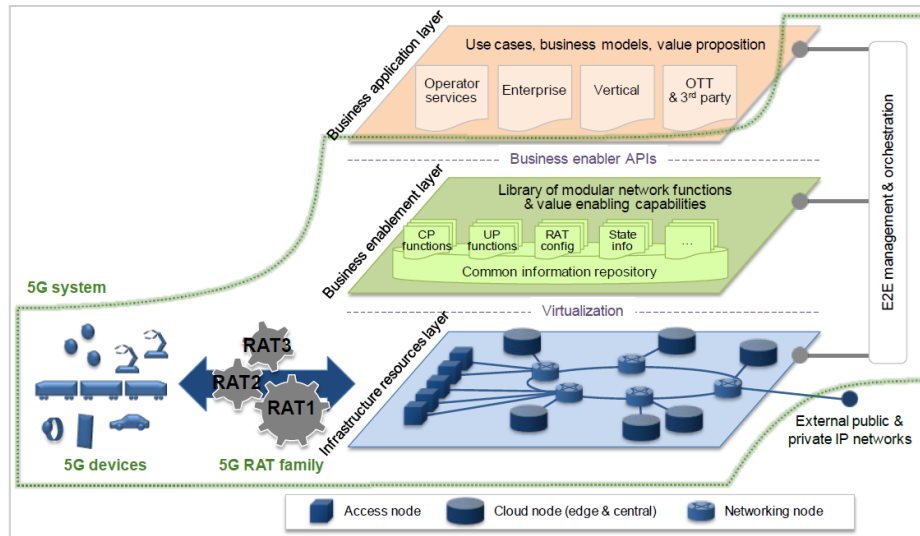 Business application layer
Use cases, business models, value proposition
Operator
services
Enterprise
Vertical
OTT
& 3rd party
Business enabler APIs
Business enablement layer
Library of modular network functions
& value enabling capabilities
CP
functions
UP
functions
RAT
config
State
info
...
Common information repository
E2E management & orchestration
Virtualization
5G system
RAT3
RAT2
RAT1
5G devices
5G RAT family
Infrastructure resources layer
External public &
private IP networks
Access node
Cloud node (edge & central)
Networking node